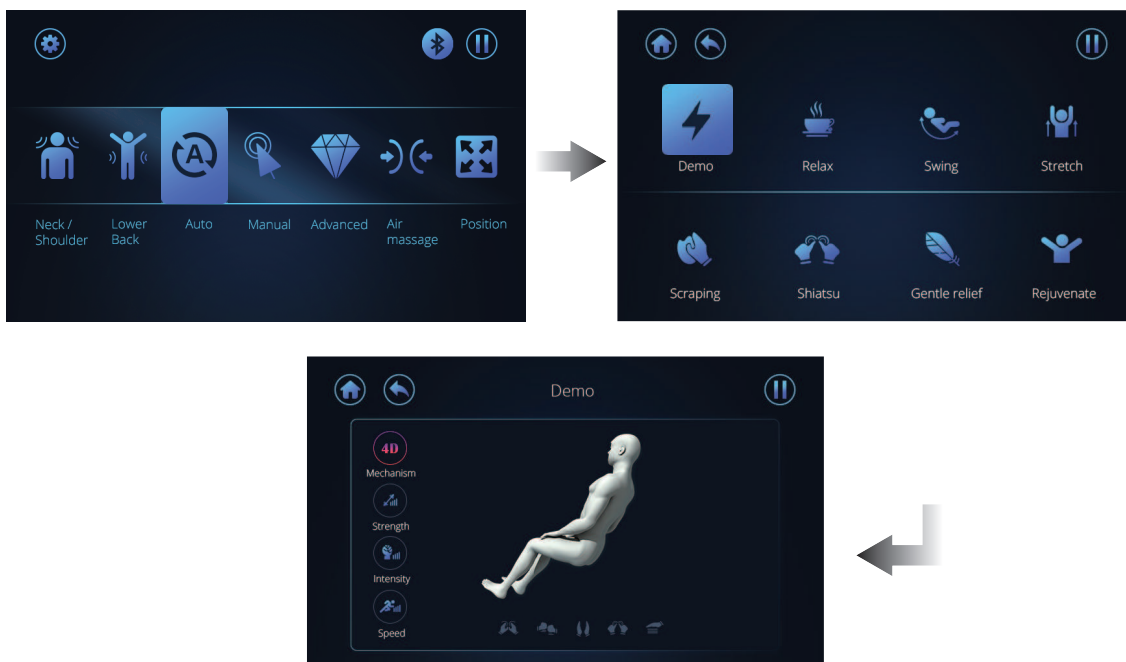 A
Neck /
Shoulder
Lower
Back
Auto
Manual
Advanced
Air
massage
Position
Demo
Relax
Swing
Stretch
Scraping
Shiatsu
Gentle relief
Rejuvenate
Demo
4D
Mechanism
Strength
Intensity
Speed